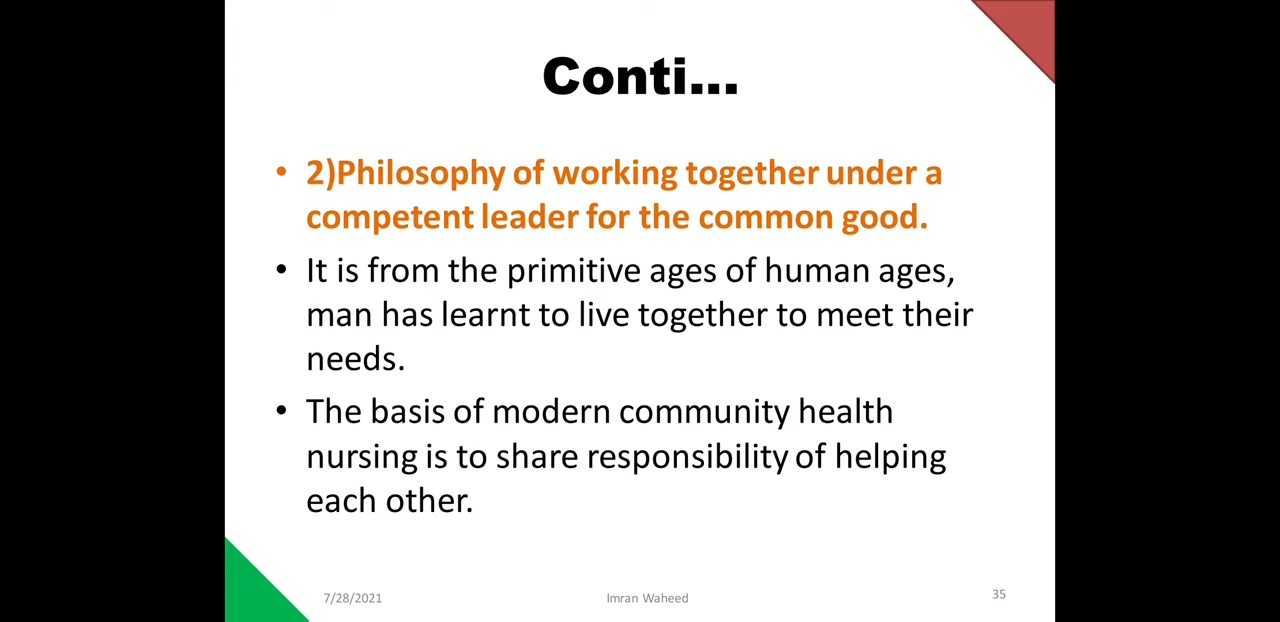 Conti...
• 2)Philosophy of working together under a
competent leader for the common good.
• It is from the primitive ages of human ages,
man has learnt to live together to meet their
needs.
• The basis of modern community health
nursing is to share responsibility of helping
each other.
7/28/2021
Imran Waheed
35